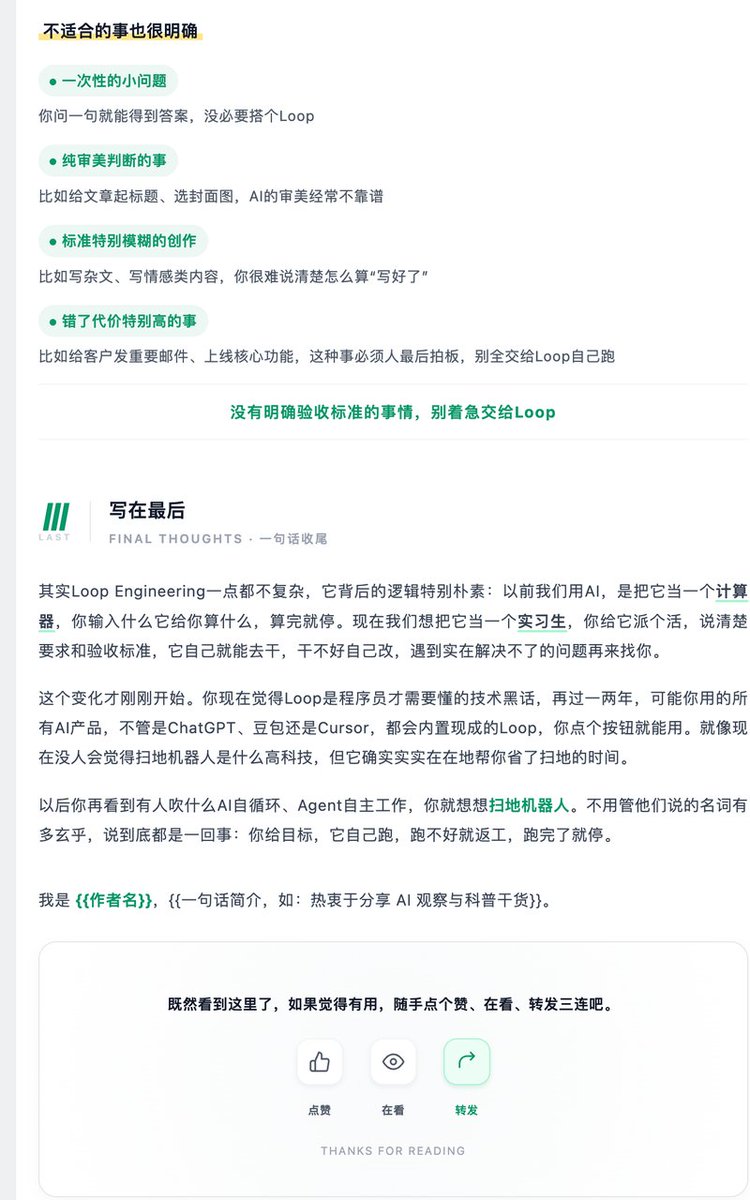 不适合的事也很明确
● 一次性的小问题
你问一句就能得到答案，没必要搭个Loop
● 纯审美判断的事
比如给文章起标题、选封面图，AI的审美经常不靠谱
● 标准特别模糊的创作
比如写杂文、写情感类内容，你很难说清楚怎么算“写好了”
● 错了代价特别高的事
比如给客户发重要邮件、上线核心功能，这种事必须人最后拍板，别全交给Loop自己跑
没有明确验收标准的事情，别着急交给Loop
写在最后
LAST
FINAL THOUGHTS · 一句话收尾
其实Loop Engineering一点都不复杂，它背后的逻辑特别朴素：以前我们用AI，是把它当一个计算
器，你输入什么它给你算什么，算完就停。现在我们想把它当一个实习生，你给它派个活，说清楚
要求和验收标准，它自己就能去干，干不好自己改，遇到实在解决不了的问题再来找你。
这个变化才刚刚开始。你现在觉得Loop是程序员才需要懂的技术黑话，再过一两年，可能你用的所
有AI产品，不管是ChatGPT、豆包还是Cursor，都会内置现成的Loop，你点个按钮就能用。就像现
在没人会觉得扫地机器人是什么高科技，但它确实实实在在地帮你省了扫地的时间。
以后你再看到有人吹什么AI自循环、Agent自主工作，你就想想扫地机器人。不用管他们说的名词有
多玄乎，说到底都是一回事：你给目标，它自己跑，跑不好就返工，跑完了就停。
我是 {{作者名}}，{{一句话简介，如：热衷于分享 AI 观察与科普干货}}。
既然看到这里了，如果觉得有用，随手点个赞、在看、转发三连吧。
点赞 在看 转发
THANKS FOR READING